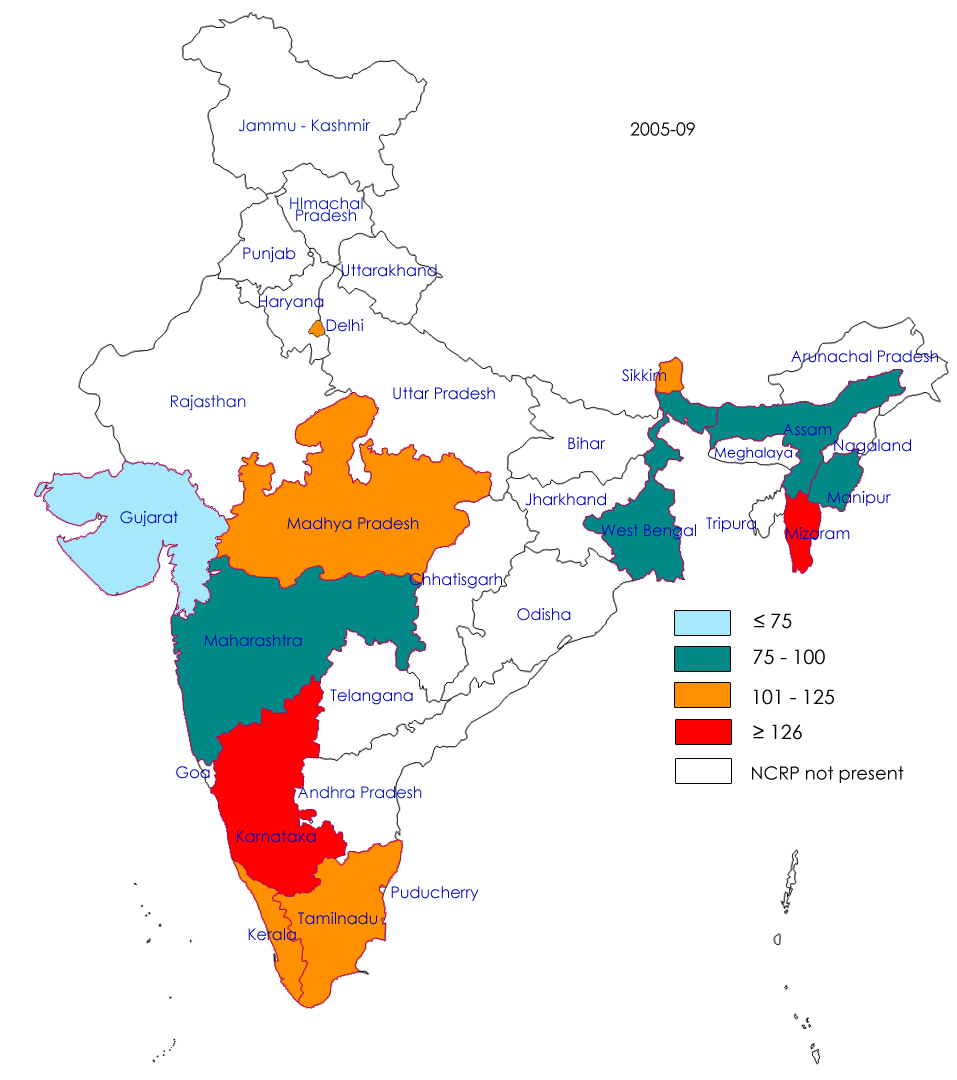 Jammu - Kashmir
2005-09
HImachal
Pradesh
Punjab
Uttarakhand
Haryana
Delhi
Arunachal Pradesh
Sikkim
Uttar Pradesh
Rajasthan
Assam
Bihar
Nagaland
Meghalaya
Jharkhand
Manipur
Gujarat
Madhya Pradesh
Tripura
West Bengal
Mizoram
Chhatisgarh
Odisha
≤ 75
Maharashtra
75 - 100
Telangana
101 - 125
≥ 126
Goa
NCRP not present
Andhra Pradesh
Karnataka
Puducherry
Tamilnadu
Kerala